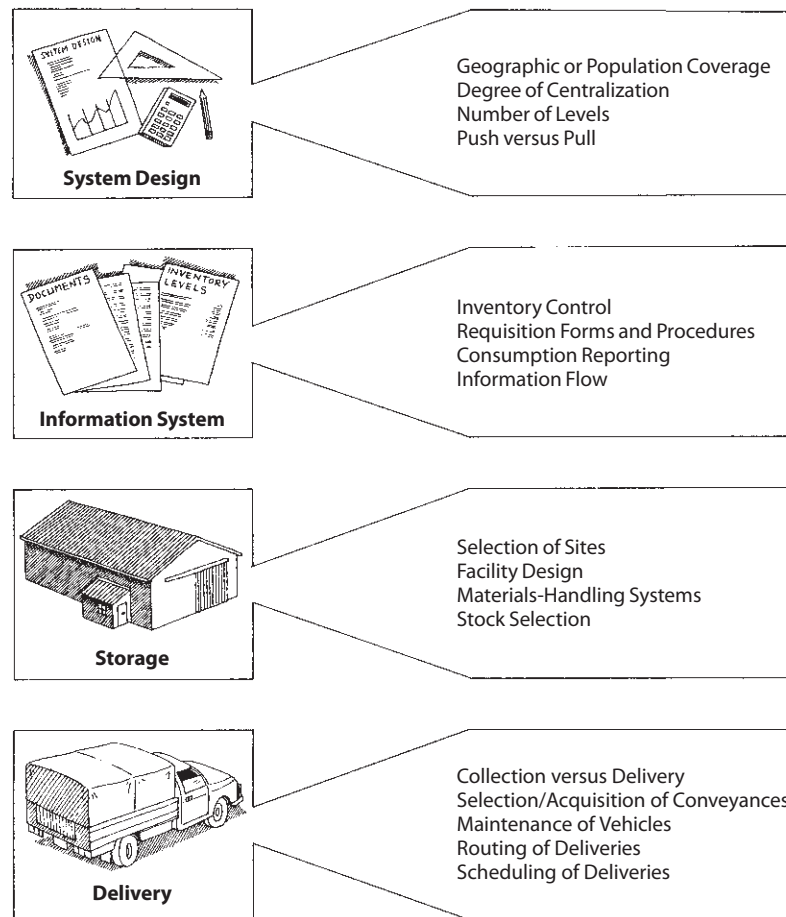 SYSTEM DESIGN
System Design
Geographic or Population Coverage
Degree of Centralization
Number of Levels
Push versus Pull
DOCUMENTS
INVENTORY
LEVELS
Information System
Inventory Control
Requisition Forms and Procedures
Consumption Reporting
Information Flow
Storage
Selection of Sites
Facility Design
Materials-Handling Systems
Stock Selection
Delivery
Collection versus Delivery
Selection/Acquisition of Conveyances
Maintenance of Vehicles
Routing of Deliveries
Scheduling of Deliveries